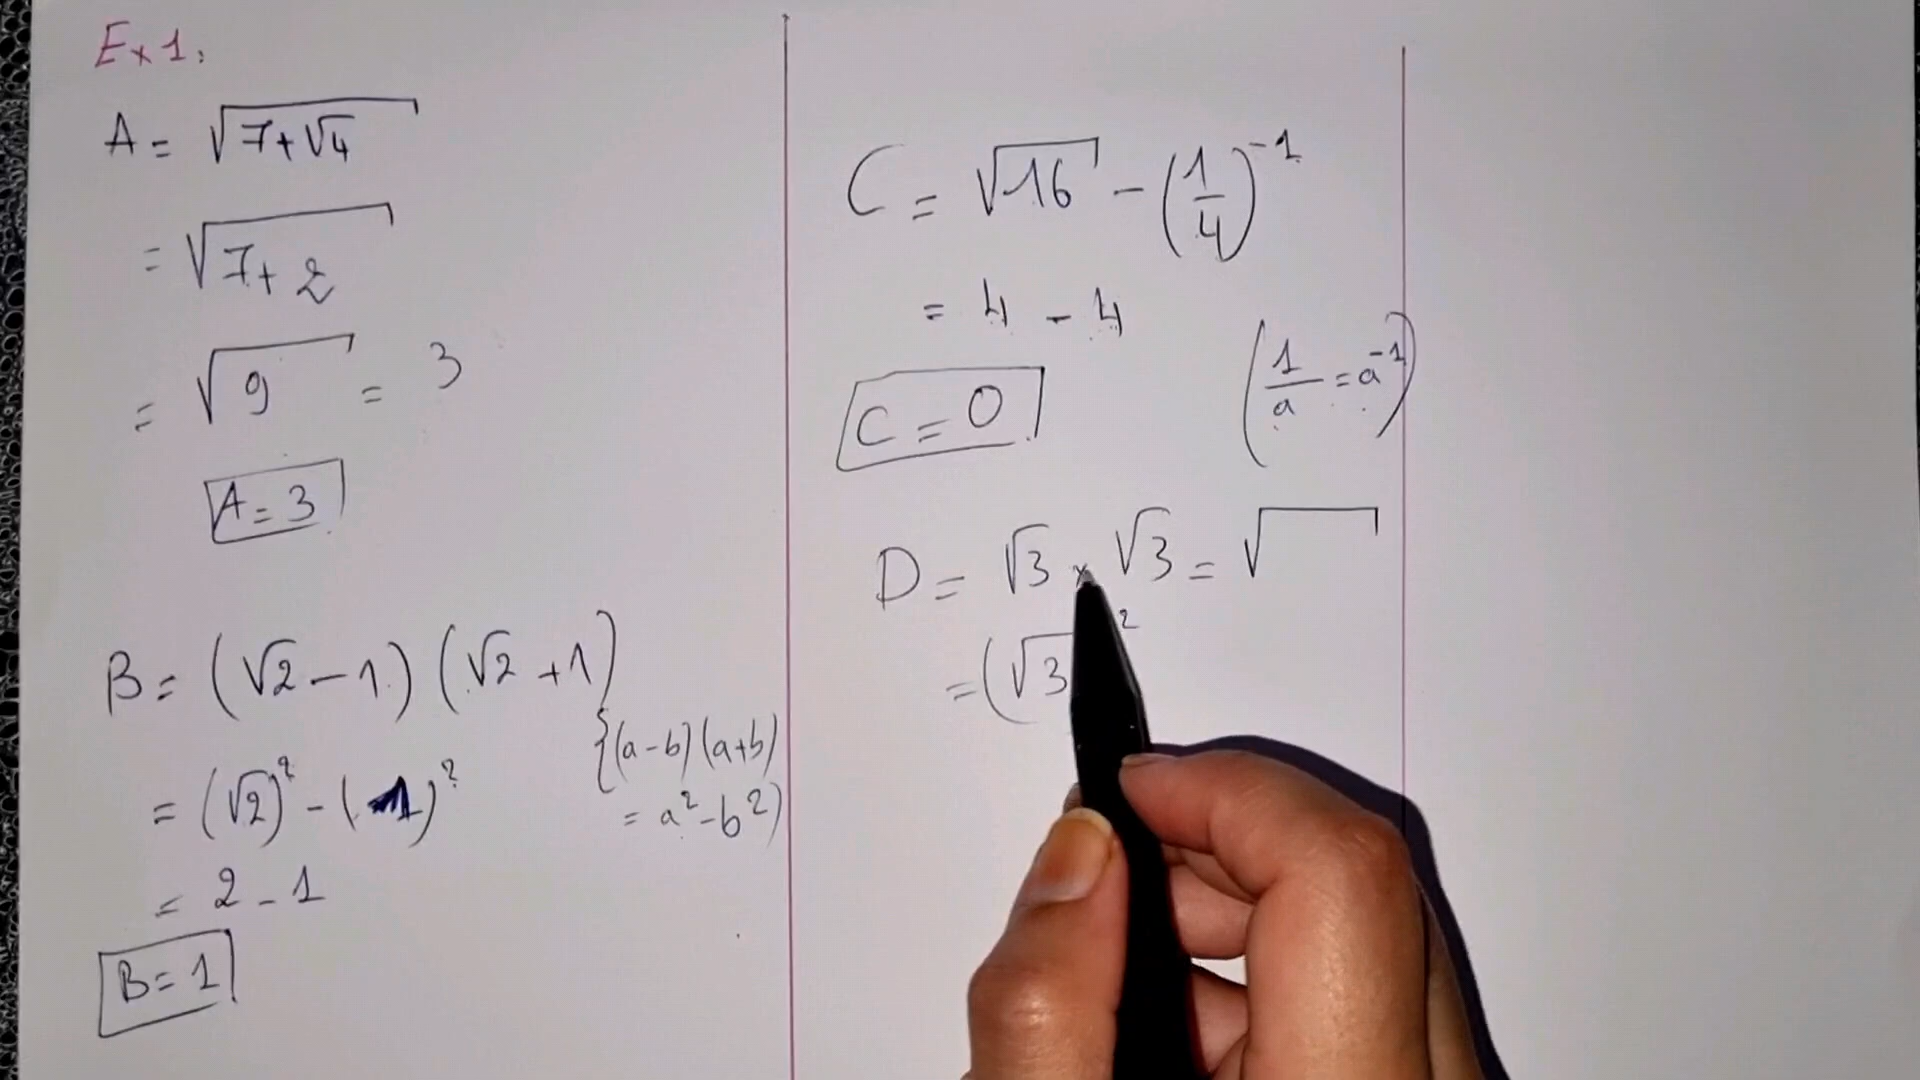 Ex1:
A = √(7+√4)
= √(7+2)
= √9 = 3
A = 3
B = (√2 - 1) (√2 + 1)
{(a-b)(a+b)
= a² - b²)
= (√2)² - (1)²
= 2 - 1
B = 1
C = √16 - (1/4)⁻¹
= 4 - 4
(1/a = a⁻¹)
C = 0
D = √3 × √3 = √
= (√3 ²